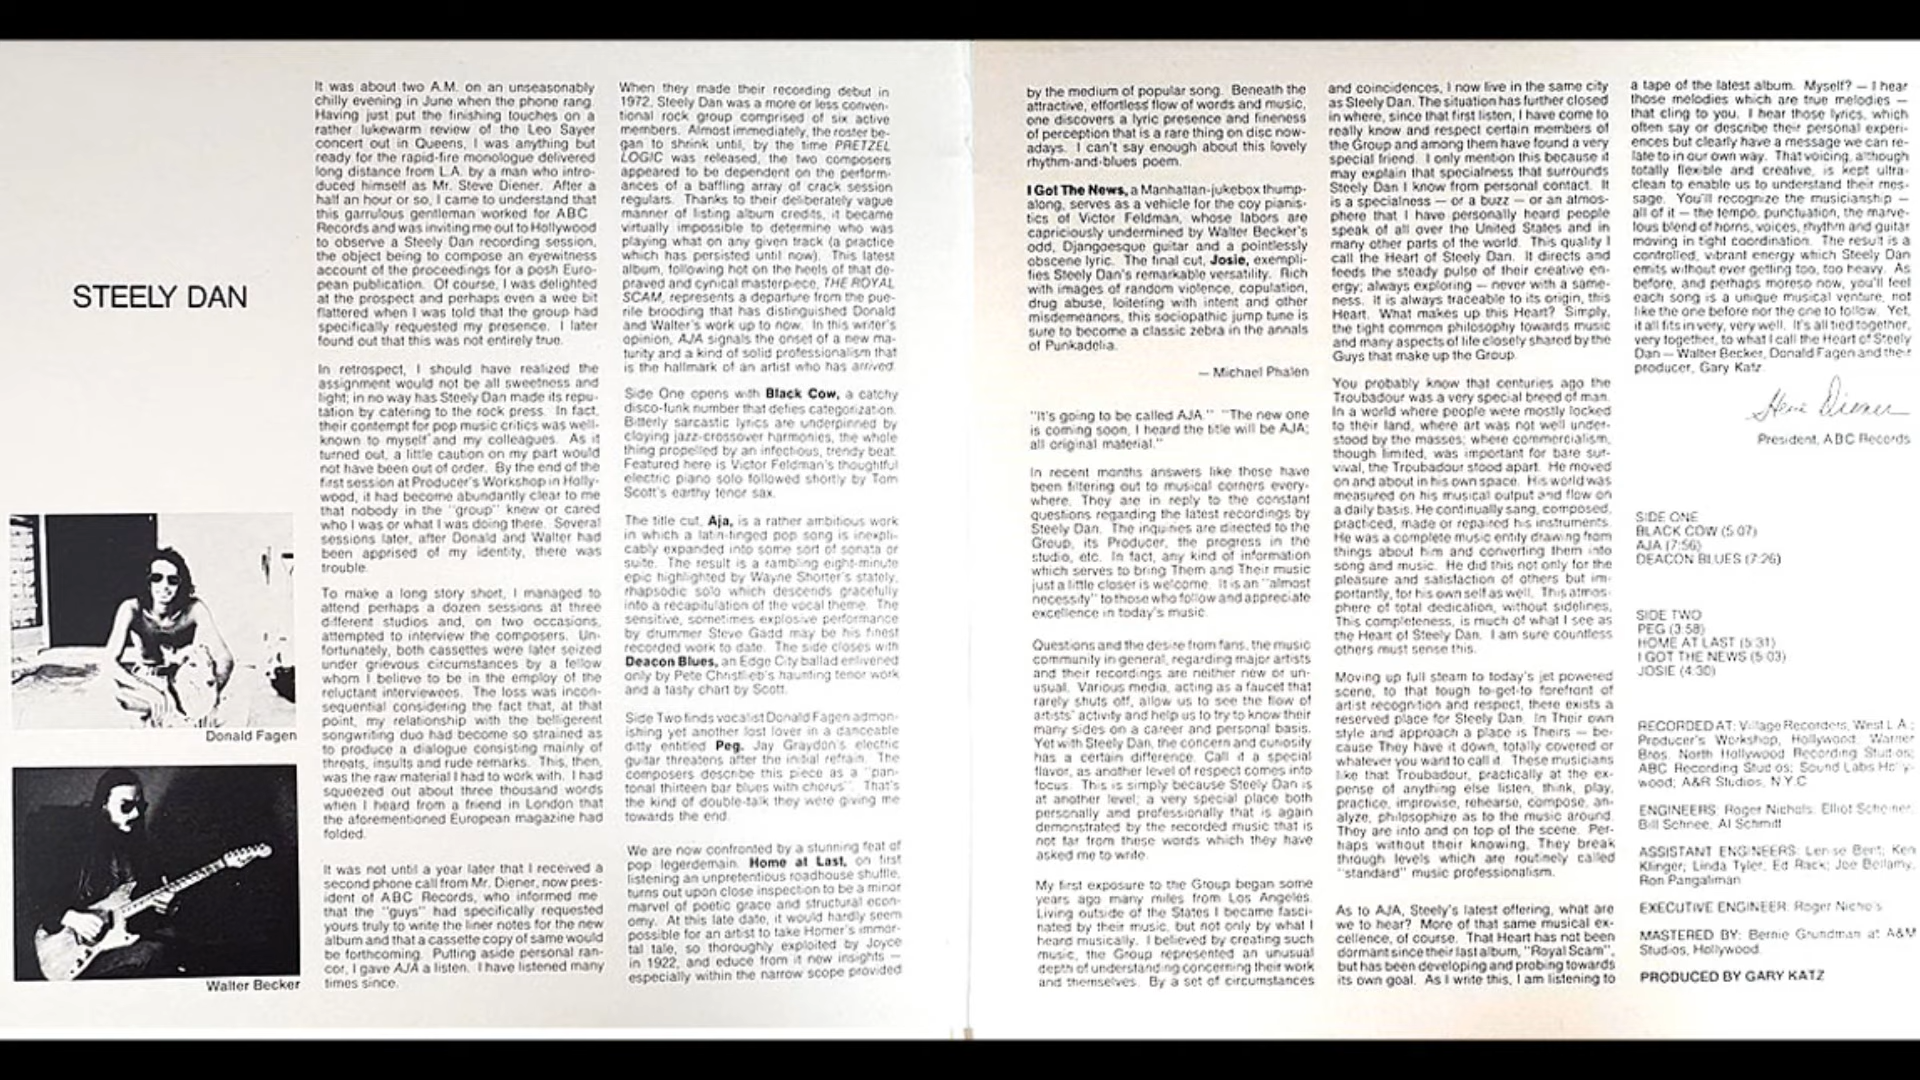 STEELY DAN
Donald Fagen
Walter Becker
It was about two A.M. on an unseasonably
chilly evening in June when the phone rang.
Having just put the finishing touches on a
rather lukewarm review of the Leo Sayer
concert out in Queens, I was anything but
ready for the rapid-fire monologue delivered
long distance from L.A. by a man who intro-
duced himself as Mr. Steve Diener. After a
half an hour or so, I came to understand that
this garrulous gentleman worked for ABC
Records and was inviting me out to Hollywood
to observe a Steely Dan recording session,
the object being to compose an eyewitness
account of the proceedings for a posh Euro-
pean publication. Of course, I was delighted
at the prospect and perhaps even a wee bit
flattered when I was told that the group had
specifically requested my presence. I later
found out that this was not entirely true.
In retrospect, I should have realized the
assignment would not be all sweetness and
light; in no way has Steely Dan made its repu-
tation by catering to the rock press. In fact,
their contempt for pop music critics was well-
known to myself and my colleagues. As it
turned out, a little caution on my part would
not have been out of order. By the end of the
first session at Producer's Workshop in Holly-
wood, it had become abundantly clear to me
that nobody in the "group" knew or cared
who I was or what I was doing there. Several
sessions later, after Donald and Walter had
been apprised of my identity, there was
trouble.
To make a long story short, I managed to
attend perhaps a dozen sessions at three
different studios and, on two occasions,
attempted to interview the composers. Un-
fortunately, both cassettes were later seized
under grievous circumstances by a fellow
whom I believe to be in the employ of the
reluctant interviewees. The loss was incon-
sequential considering the fact that, at that
point, my relationship with the belligerent
songwriting duo had become so strained as
to produce a dialogue consisting mainly of
threats, insults and rude remarks. This, then,
was the raw material I had to work with. I had
squeezed out about three thousand words
when I heard from a friend in London that
the aforementioned European magazine had
folded.
It was not until a year later that I received a
second phone call from Mr. Diener, now pres-
ident of ABC Records, who informed me
that the "guys" had specifically requested
yours truly to write the liner notes for the new
album and that a cassette copy of same would
be forthcoming. Putting aside personal ran-
cor, I gave AJA a listen. I have listened many
times since.
When they made their recording debut in
1972, Steely Dan was a more or less conven-
tional rock group comprised of six active
members. Almost immediately, the roster be-
gan to shrink until, by the time PRETZEL
LOGIC was released, the two composers
appeared to be dependent on the perform-
ances of a baffling array of crack session
regulars. Thanks to their deliberately vague
manner of listing album credits, it became
virtually impossible to determine who was
playing what on any given track (a practice
which has persisted until now). This latest
album, following hot on the heels of that de-
praved and cynical masterpiece, THE ROYAL
SCAM, represents a departure from the pue-
rile brooding that has distinguished Donald
and Walter's work up to now. In this writer's
opinion, AJA signals the onset of a new ma-
turity and a kind of solid professionalism that
is the hallmark of an artist who has arrived.
Side One opens with Black Cow, a catchy
disco-funk number that defies categorization.
Bitterly sarcastic lyrics are underpinned by
cloying jazz-crossover harmonies, the whole
thing propelled by an infectious, trendy beat.
Featured here is Victor Feldman's thoughtful
electric piano solo followed shortly by Tom
Scott's earthy tenor sax.
The title cut, Aja, is a rather ambitious work
in which a latin-tinged pop song is inexpli-
cably expanded into some sort of sonata or
suite. The result is a rambling eight-minute
epic highlighted by Wayne Shorter's stately,
rhapsodic solo which descends gracefully
into a recapitulation of the vocal theme. The
sensitive, sometimes explosive performance
by drummer Steve Gadd may be his finest
recorded work to date. The side closes with
Deacon Blues, an Edge City ballad enlivened
only by Pete Christlieb's haunting tenor work
and a tasty chart by Scott.
Side Two finds vocalist Donald Fagen admon-
ishing yet another lost lover in a danceable
ditty entitled Peg. Jay Graydon's electric
guitar threatens after the initial refrain. The
composers describe this piece as a "pan-
tonal thirteen bar blues with chorus". That's
the kind of double-talk they were giving me
towards the end.
We are now confronted by a stunning feat of
pop legerdemain. Home at Last, on first
listening an unpretentious roadhouse shuffle,
turns out upon close inspection to be a minor
marvel of poetic grace and structural econ-
omy. At this late date, it would hardly seem
possible for an artist to take Homer's immor-
tal tale, so thoroughly exploited by Joyce
in 1922, and educe from it new insights —
especially within the narrow scope provided
by the medium of popular song. Beneath the
attractive, effortless flow of words and music,
one discovers a lyric presence and fineness
of perception that is a rare thing on disc now-
adays. I can't say enough about this lovely
rhythm-and-blues poem.
I Got The News, a Manhattan-jukebox thump-
along, serves as a vehicle for the coy pianis-
tics of Victor Feldman, whose labors are
capriciously undermined by Walter Becker's
odd, Djangoesque guitar and a pointlessly
obscene lyric. The final cut, Josie, exempli-
fies Steely Dan's remarkable versatility. Rich
with images of random violence, copulation,
drug abuse, loitering with intent and other
misdemeanors, this sociopathic jump tune is
sure to become a classic zebra in the annals
of Punkadelia.
— Michael Phalen
"It's going to be called AJA." "The new one
is coming soon, I heard the title will be AJA;
all original material."
In recent months answers like these have
been filtering out to musical corners every-
where. They are in reply to the constant
questions regarding the latest recordings by
Steely Dan. The inquiries are directed to the
Group, its Producer, the progress in the
studio, etc. In fact, any kind of information
which serves to bring Them and Their music
just a little closer is welcome. It is an "almost
necessity" to those who follow and appreciate
excellence in today's music.
Questions and the desire from fans, the music
community in general, regarding major artists
and their recordings are neither new or un-
usual. Various media, acting as a faucet that
rarely shuts off, allow us to see the flow of
artists' activity and help us to try to know their
many sides on a career and personal basis.
Yet with Steely Dan, the concern and curiosity
has a certain difference. Call it a special
flavor, as another level of respect comes into
focus. This is simply because Steely Dan is
at another level; a very special place both
personally and professionally that is again
demonstrated by the recorded music that is
not far from these words which they have
asked me to write.
My first exposure to the Group began some
years ago many miles from Los Angeles.
Living outside of the States I became fasci-
nated by their music, but not only by what I
heard musically. I believed by creating such
music, the Group represented an unusual
depth of understanding concerning their work
and themselves. By a set of circumstances
and coincidences, I now live in the same city
as Steely Dan. The situation has further closed
in where, since that first listen, I have come to
really know and respect certain members of
the Group and among them have found a very
special friend. I only mention this because it
may explain that specialness that surrounds
Steely Dan I know from personal contact. It
is a specialness — or a buzz — or an atmos-
phere that I have personally heard people
speak of all over the United States and in
many other parts of the world. This quality I
call the Heart of Steely Dan. It directs and
feeds the steady pulse of their creative en-
ergy; always exploring — never with a same-
ness. It is always traceable to its origin, this
Heart. What makes up this Heart? Simply,
the tight common philosophy towards music
and many aspects of life closely shared by the
Guys that make up the Group.
You probably know that centuries ago the
Troubadour was a very special breed of man.
In a world where people were mostly locked
to their land, where art was not well under-
stood by the masses; where commercialism,
though limited, was important for bare sur-
vival, the Troubadour stood apart. He moved
on and about in his own space. His world was
measured on his musical output and flow on
a daily basis. He continually sang, composed,
practiced, made or repaired his instruments.
He was a complete music entity drawing from
things about him and converting them into
song and music. He did this not only for the
pleasure and satisfaction of others but im-
portantly, for his own self as well. This atmos-
phere of total dedication, without sidelines,
This completeness, is much of what I see as
the Heart of Steely Dan. I am sure countless
others must sense this.
Moving up full steam to today's jet powered
scene, to that tough to-get-to forefront of
artist recognition and respect, there exists a
reserved place for Steely Dan. In Their own
style and approach a place is Theirs — be-
cause They have it down, totally covered or
whatever you want to call it. These musicians
like that Troubadour, practically at the ex-
pense of anything else listen, think, play,
practice, improvise, rehearse, compose, an-
alyze, philosophize as to the music around.
They are into and on top of the scene. Per-
haps without their knowing, They break
through levels which are routinely called
"standard" music professionalism.
As to AJA, Steely's latest offering, what are
we to hear? More of that same musical ex-
cellence, of course. That Heart has not been
dormant since their last album, "Royal Scam",
but has been developing and probing towards
its own goal. As I write this, I am listening to
a tape of the latest album. Myself? — I hear
those melodies which are true melodies —
that cling to you. I hear those lyrics, which
often say or describe their personal experi-
ences but clearly have a message we can re-
late to in our own way. That voicing, although
totally flexible and creative, is kept ultra-
clean to enable us to understand their mes-
sage. You'll recognize the musicianship —
all of it — the tempo, punctuation, the marve-
lous blend of horns, voices, rhythm and guitar
moving in tight coordination. The result is a
controlled, vibrant energy which Steely Dan
emits without ever getting too, too heavy. As
before, and perhaps moreso now, you'll feel
each song is a unique musical venture, not
like the one before nor the one to follow. Yet,
it all fits in very, very well. It's all tied together,
very together, to what I call the Heart of Steely
Dan — Walter Becker, Donald Fagen and their
producer, Gary Katz.
Steve Diener
President, ABC Records
SIDE ONE
BLACK COW (5:07)
AJA (7:56)
DEACON BLUES (7:26)
SIDE TWO
PEG (3:58)
HOME AT LAST (5:31)
I GOT THE NEWS (5:03)
JOSIE (4:30)
RECORDED AT: Village Recorders, West L.A.;
Producer's Workshop, Hollywood; Warner
Bros. North Hollywood Recording Studios;
ABC Recording Studios; Sound Labs Holly-
wood; A&R Studios, N.Y.C.
ENGINEERS: Roger Nichols, Elliot Scheiner,
Bill Schnee, Al Schmitt
ASSISTANT ENGINEERS: Lenise Bent; Ken
Klinger; Linda Tyler; Ed Rack; Joe Bellamy,
Ron Pangaliman
EXECUTIVE ENGINEER: Roger Nichols
MASTERED BY: Bernie Grundman at A&M
Studios, Hollywood.
PRODUCED BY GARY KATZ